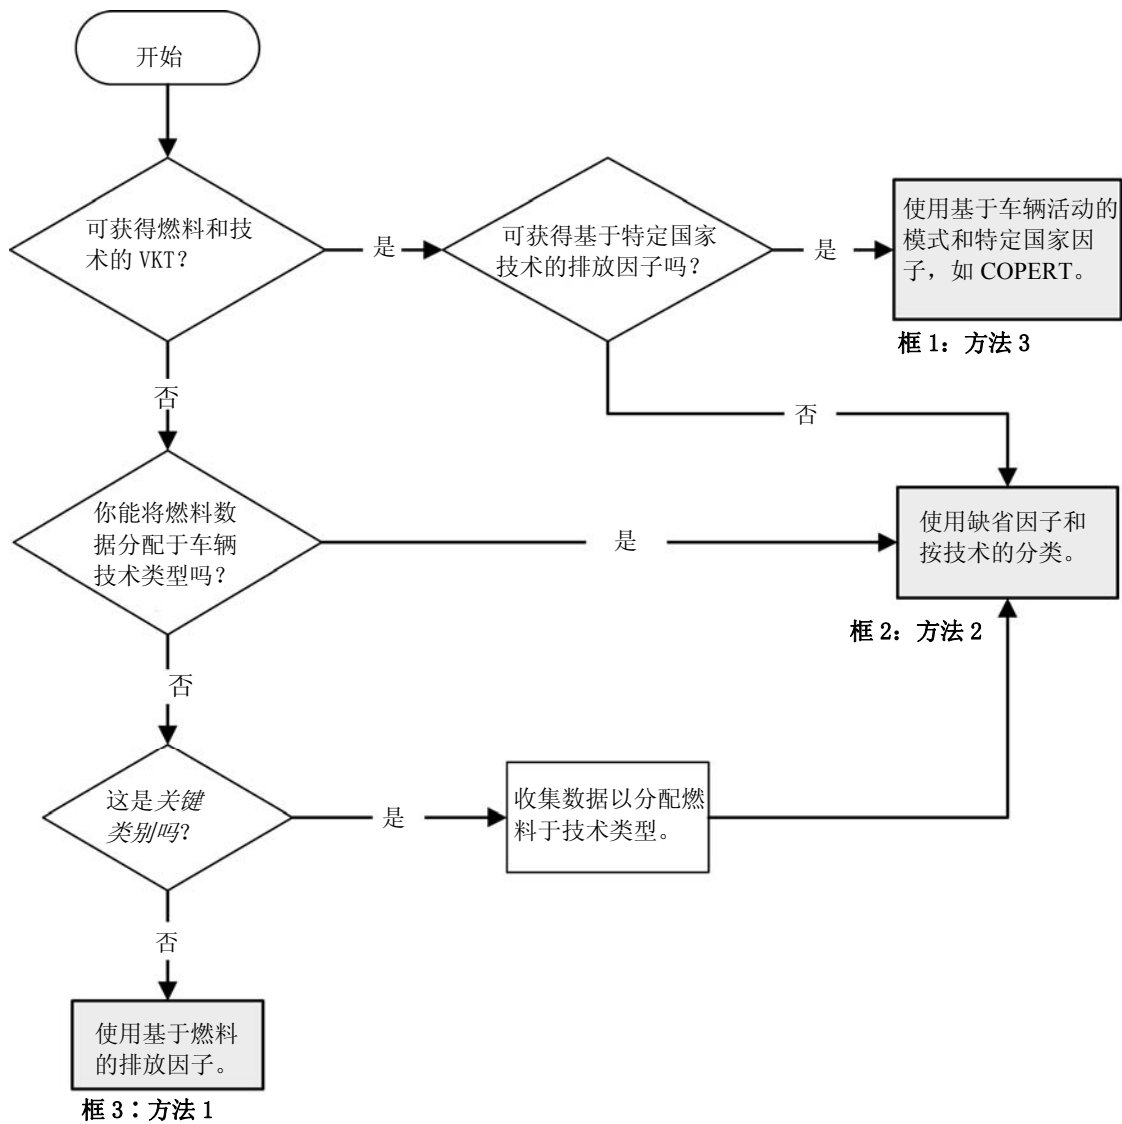 开始
可获得燃料和技
术的 VKT？
是
可获得基于特定国家
技术的排放因子吗？
是
使用基于车辆活动的
模式和特定国家因
子，如 COPERT。
框 1：方法 3
否
否
你能将燃料数
据分配于车辆
技术类型吗？
是
使用缺省因子和
按技术的分类。
框 2：方法 2
否
这是关键
类别吗？
是
收集数据以分配燃
料于技术类型。
否
使用基于燃料
的排放因子。
框 3：方法 1